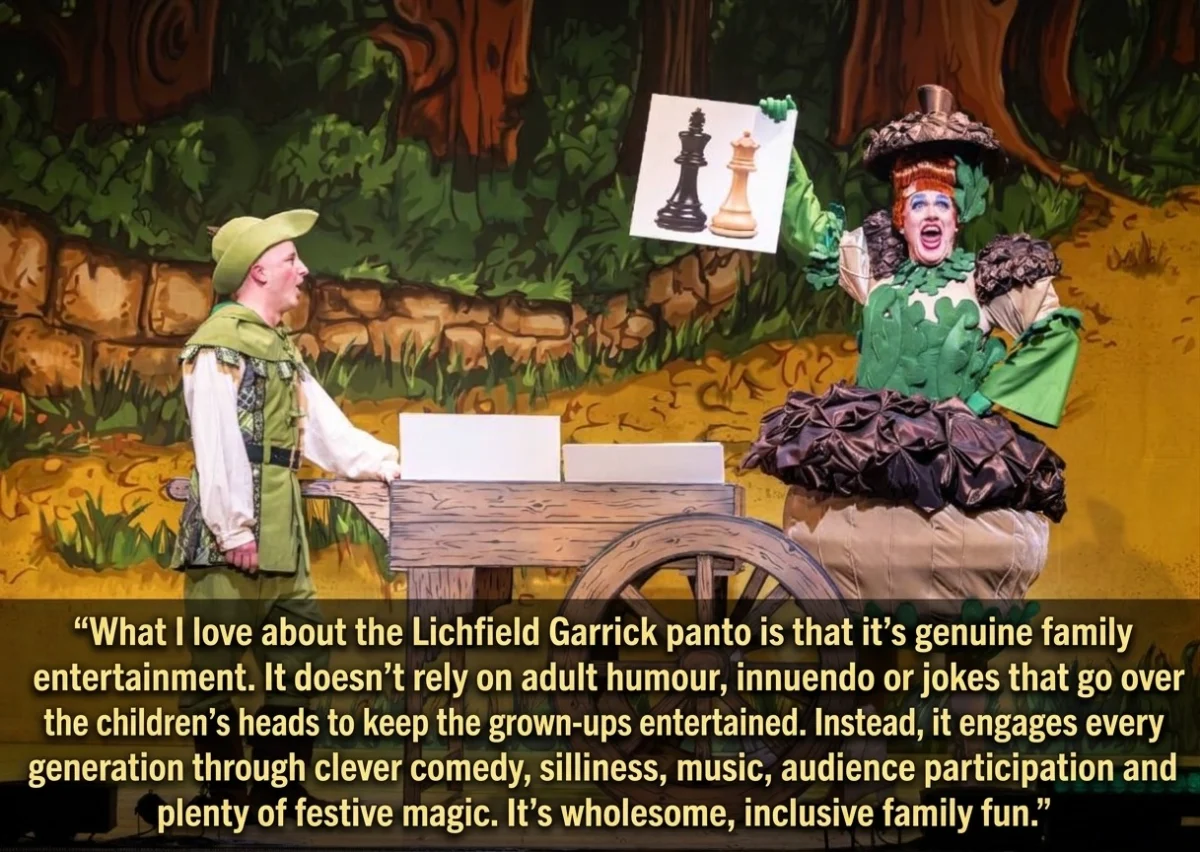 “What I love about the Lichfield Garrick panto is that it’s genuine family
entertainment. It doesn’t rely on adult humour, innuendo or jokes that go over
the children’s heads to keep the grown-ups entertained. Instead, it engages every
generation through clever comedy, silliness, music, audience participation and
plenty of festive magic. It’s wholesome, inclusive family fun.”